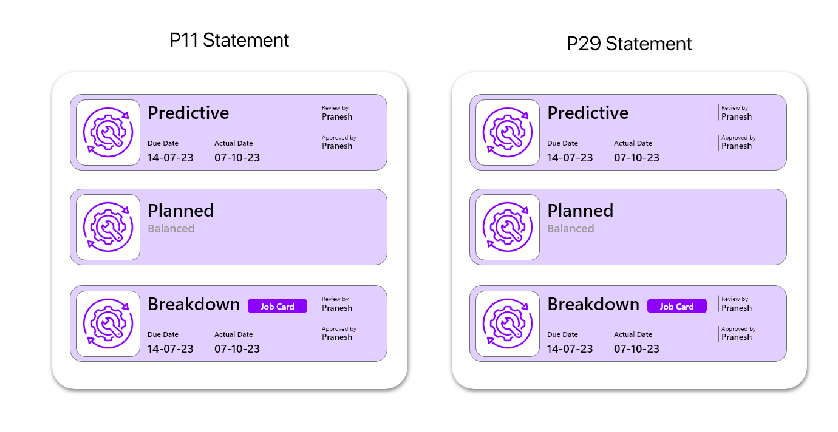 P11 Statement
Predictive
Review by
Pranesh
Due Date
Actual Date
Approved by
Pranesh
14-07-23
07-10-23
Planned
Balanced
Breakdown
Job Card
Review by
Pranesh
Due Date
Actual Date
Approved by
Pranesh
14-07-23
07-10-23
P29 Statement
Predictive
Review by
Pranesh
Due Date
Actual Date
Approved by
Pranesh
14-07-23
07-10-23
Planned
Balanced
Breakdown
Job Card
Review by
Pranesh
Due Date
Actual Date
Approved by
Pranesh
14-07-23
07-10-23